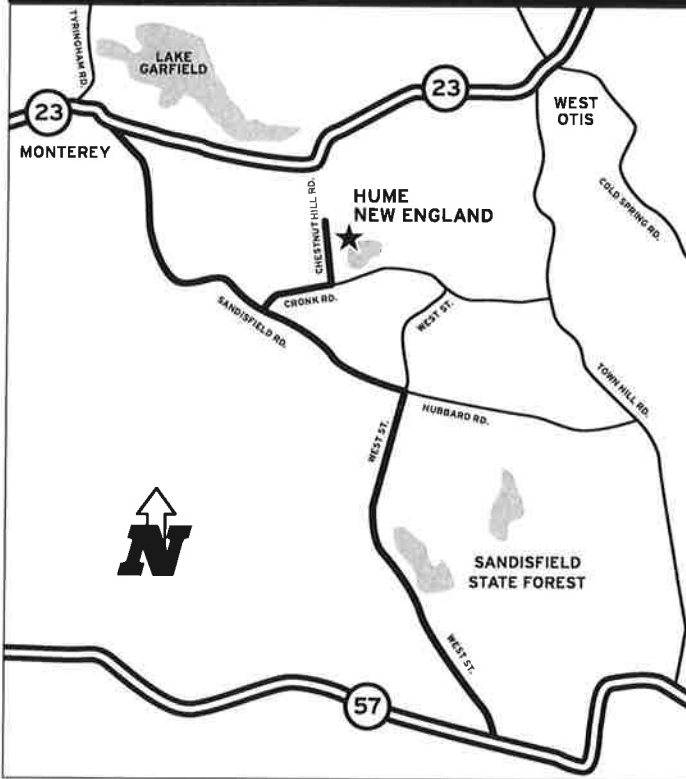 TYRINGHAM RD.
LAKE
GARFIELD
23
23
MONTEREY
WEST
OTIS
COLD SPRING RD.
CHESTNUT HILL RD.
HUME
NEW ENGLAND
CRONK RD.
SANDISFIELD RD.
WEST ST.
TOWN HILL RD.
HUBBARD RD.
WEST ST.
N
SANDISFIELD
STATE FOREST
WEST ST.
57